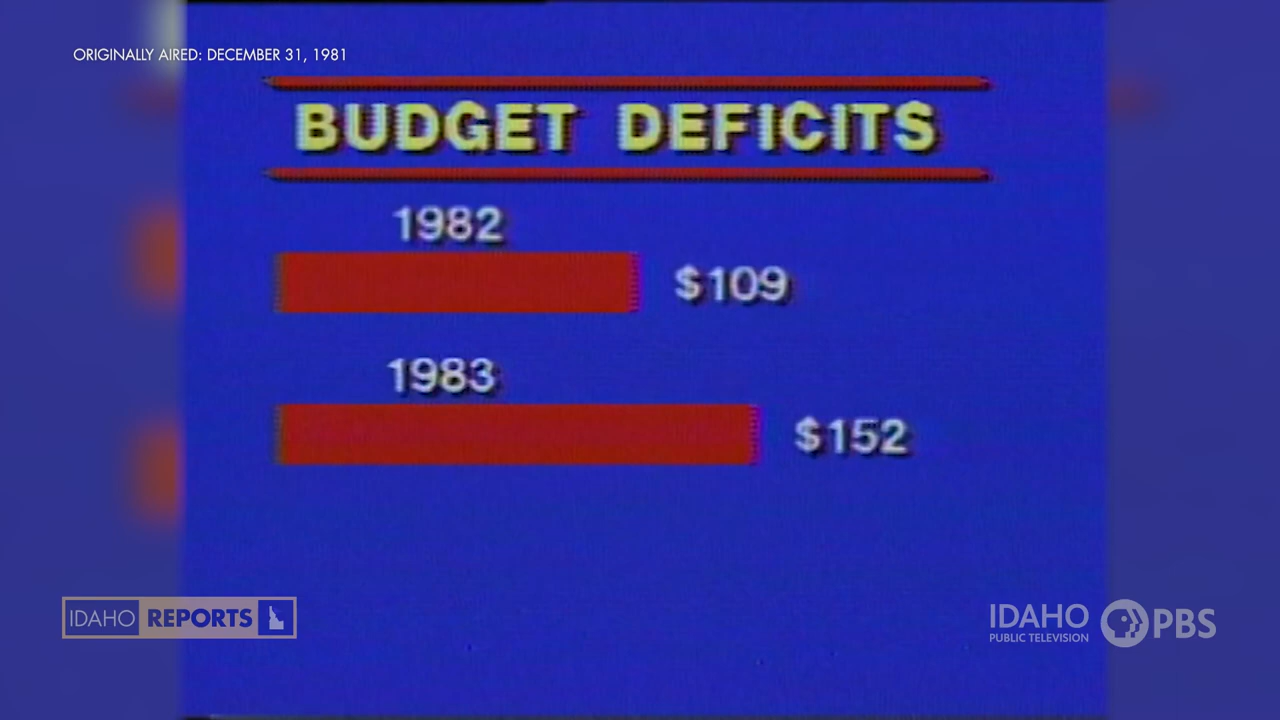 ORIGINALLY AIRED: DECEMBER 31, 1981
BUDGET DEFICITS
1982
$109
1983
$152
IDAHO REPORTS
IDAHO
PUBLIC TELEVISION
PBS